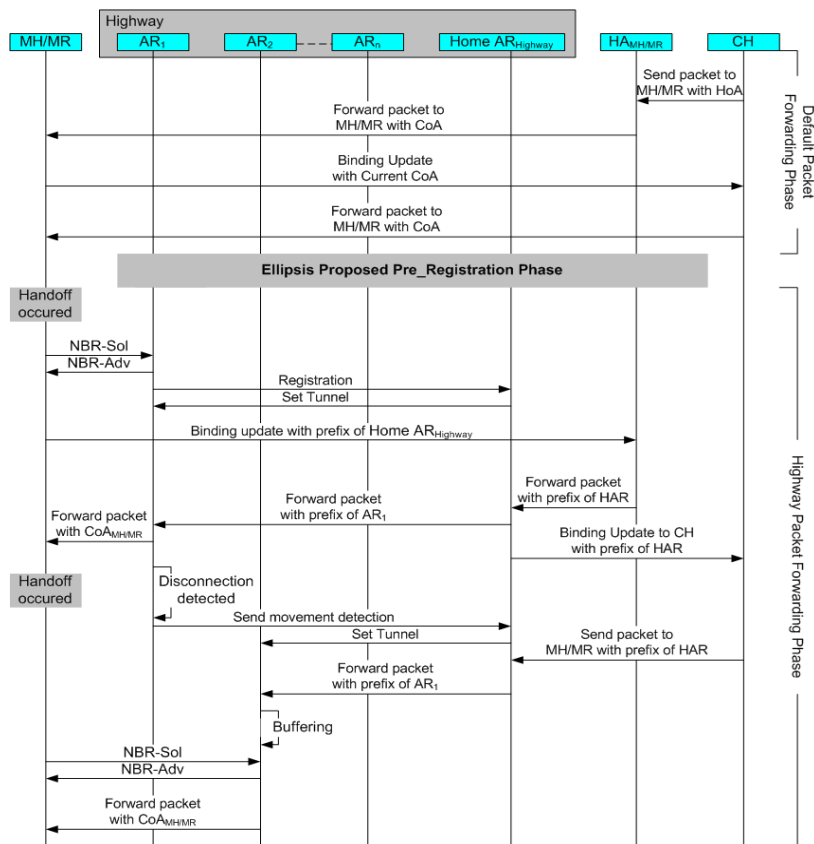 Highway
MH/MR
AR1
AR2
ARn
Home ARHighway
HAMH/MR
CH
Send packet to
MH/MR with HoA
Forward packet to
MH/MR with CoA
Binding Update
with Current CoA
Forward packet to
MH/MR with CoA
Default Packet
Forwarding Phase
Ellipsis Proposed Pre_Registration Phase
Handoff
occured
NBR-Sol
NBR-Adv
Registration
Set Tunnel
Binding update with prefix of Home ARHighway
Forward packet
with prefix of HAR
Forward packet
with prefix of AR1
Forward packet
with CoAMH/MR
Binding Update to CH
with prefix of HAR
Handoff
occured
Disconnection
detected
Send movement detection
Set Tunnel
Send packet to
MH/MR with prefix of HAR
Forward packet
with prefix of AR1
Buffering
NBR-Sol
NBR-Adv
Forward packet
with CoAMH/MR
Highway Packet Forwarding Phase